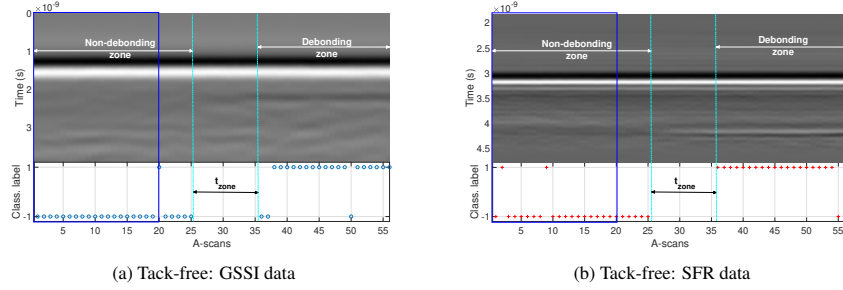 ×10⁻⁹
0
1
2
3
Time (s)
Non-debonding
zone
Debonding
zone
1
-1
Class. label
t_zone
5 10 15 20 25 30 35 40 45 50 55
A-scans
(a) Tack-free: GSSI data
×10⁻⁹
2
2.5
3
3.5
4
4.5
Time (s)
Non-debonding
zone
Debonding
zone
1
-1
Class. label
t_zone
5 10 15 20 25 30 35 40 45 50 55
A-scans
(b) Tack-free: SFR data